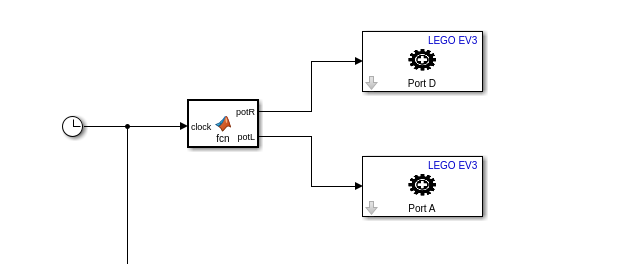 LEGO EV3
Port D
potR
clock
fcn
potL
LEGO EV3
Port A